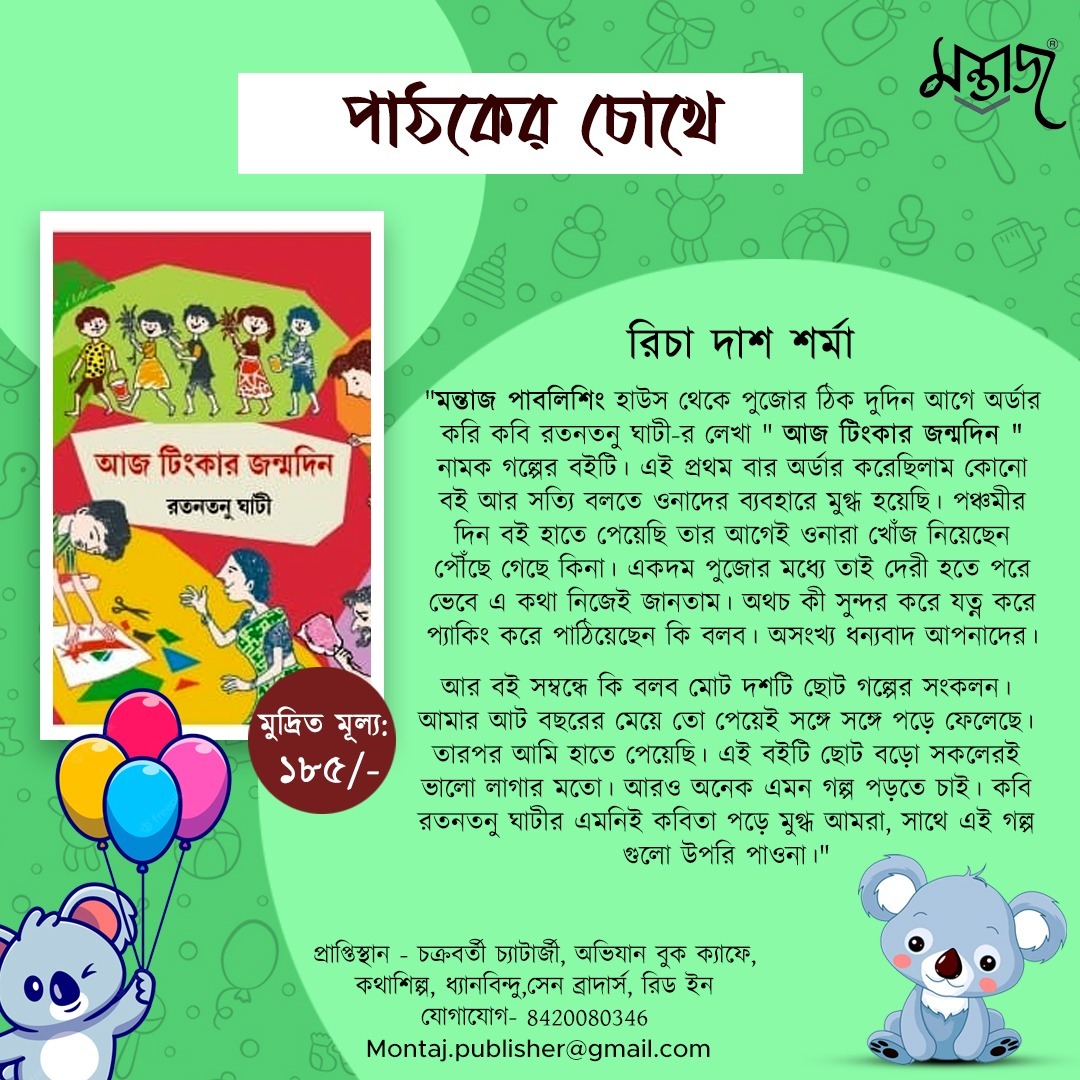 মন্তাজ®
পাঠকের চোখে
আজ টিংকার জন্মদিন
রতনতনু ঘাটী
মুদ্রিত মূল্য:
১৮৫/-
রিচা দাশ শর্মা
"মন্তাজ পাবলিশিং হাউস থেকে পুজোর ঠিক দুদিন আগে অর্ডার
করি কবি রতনতনু ঘাটী-র লেখা " আজ টিংকার জন্মদিন "
নামক গল্পের বইটি। এই প্রথম বার অর্ডার করেছিলাম কোনো
বই আর সত্যি বলতে ওনাদের ব্যবহারে মুগ্ধ হয়েছি। পঞ্চমীর
দিন বই হাতে পেয়েছি তার আগেই ওনারা খোঁজ নিয়েছেন
পৌঁছে গেছে কিনা। একদম পুজোর মধ্যে তাই দেরী হতে পরে
ভেবে এ কথা নিজেই জানতাম। অথচ কী সুন্দর করে যত্ন করে
প্যাকিং করে পাঠিয়েছেন কি বলব। অসংখ্য ধন্যবাদ আপনাদের।
আর বই সম্বন্ধে কি বলব মোট দশটি ছোট গল্পের সংকলন।
আমার আট বছরের মেয়ে তো পেয়েই সঙ্গে সঙ্গে পড়ে ফেলেছে।
তারপর আমি হাতে পেয়েছি। এই বইটি ছোট বড়ো সকলেরই
ভালো লাগার মতো। আরও অনেক এমন গল্প পড়তে চাই। কবি
রতনতনু ঘাটীর এমনিই কবিতা পড়ে মুগ্ধ আমরা, সাথে এই গল্প
গুলো উপরি পাওনা।"
প্রাপ্তিস্থান - চক্রবর্তী চ্যাটার্জী, অভিযান বুক ক্যাফে,
কথাশিল্প, ধ্যানবিন্দু,সেন ব্রাদার্স, রিড ইন
যোগাযোগ- 8420080346
Montaj.publisher@gmail.com